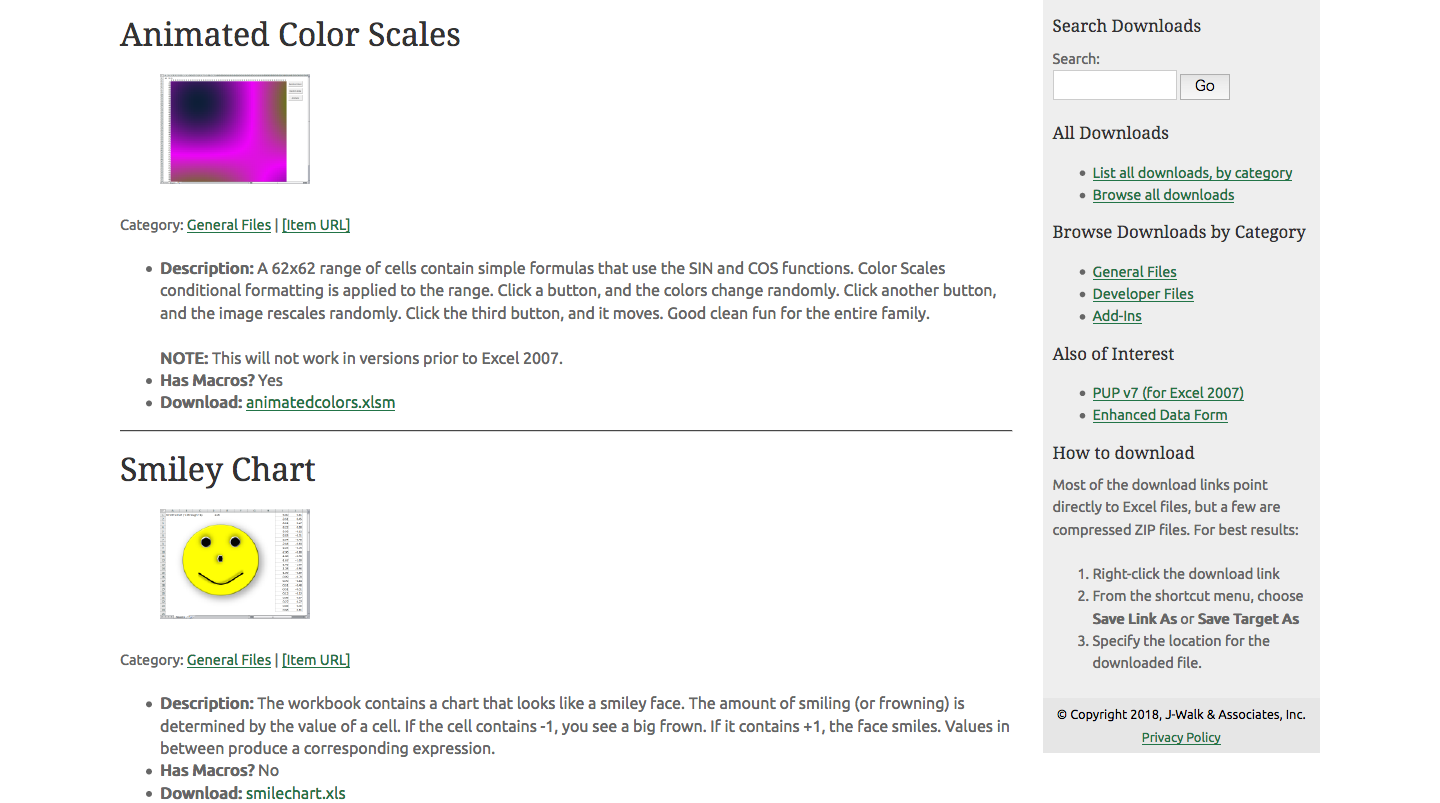 Animated Color Scales
Category: General Files | [Item URL]
• Description: A 62x62 range of cells contain simple formulas that use the SIN and COS functions. Color Scales
conditional formatting is applied to the range. Click a button, and the colors change randomly. Click another button,
and the image rescales randomly. Click the third button, and it moves. Good clean fun for the entire family.
NOTE: This will not work in versions prior to Excel 2007.
• Has Macros? Yes
• Download: animatedcolors.xlsm
Smiley Chart
Category: General Files | [Item URL]
• Description: The workbook contains a chart that looks like a smiley face. The amount of smiling (or frowning) is
determined by the value of a cell. If the cell contains -1, you see a big frown. If it contains +1, the face smiles. Values in
between produce a corresponding expression.
• Has Macros? No
• Download: smilechart.xls
Search Downloads
Search:
Go
All Downloads
• List all downloads, by category
• Browse all downloads
Browse Downloads by Category
• General Files
• Developer Files
• Add-Ins
Also of Interest
• PUP v7 (for Excel 2007)
• Enhanced Data Form
How to download
Most of the download links point
directly to Excel files, but a few are
compressed ZIP files. For best results:
1. Right-click the download link
2. From the shortcut menu, choose
Save Link As or Save Target As
3. Specify the location for the
downloaded file.
© Copyright 2018, J-Walk & Associates, Inc.
Privacy Policy